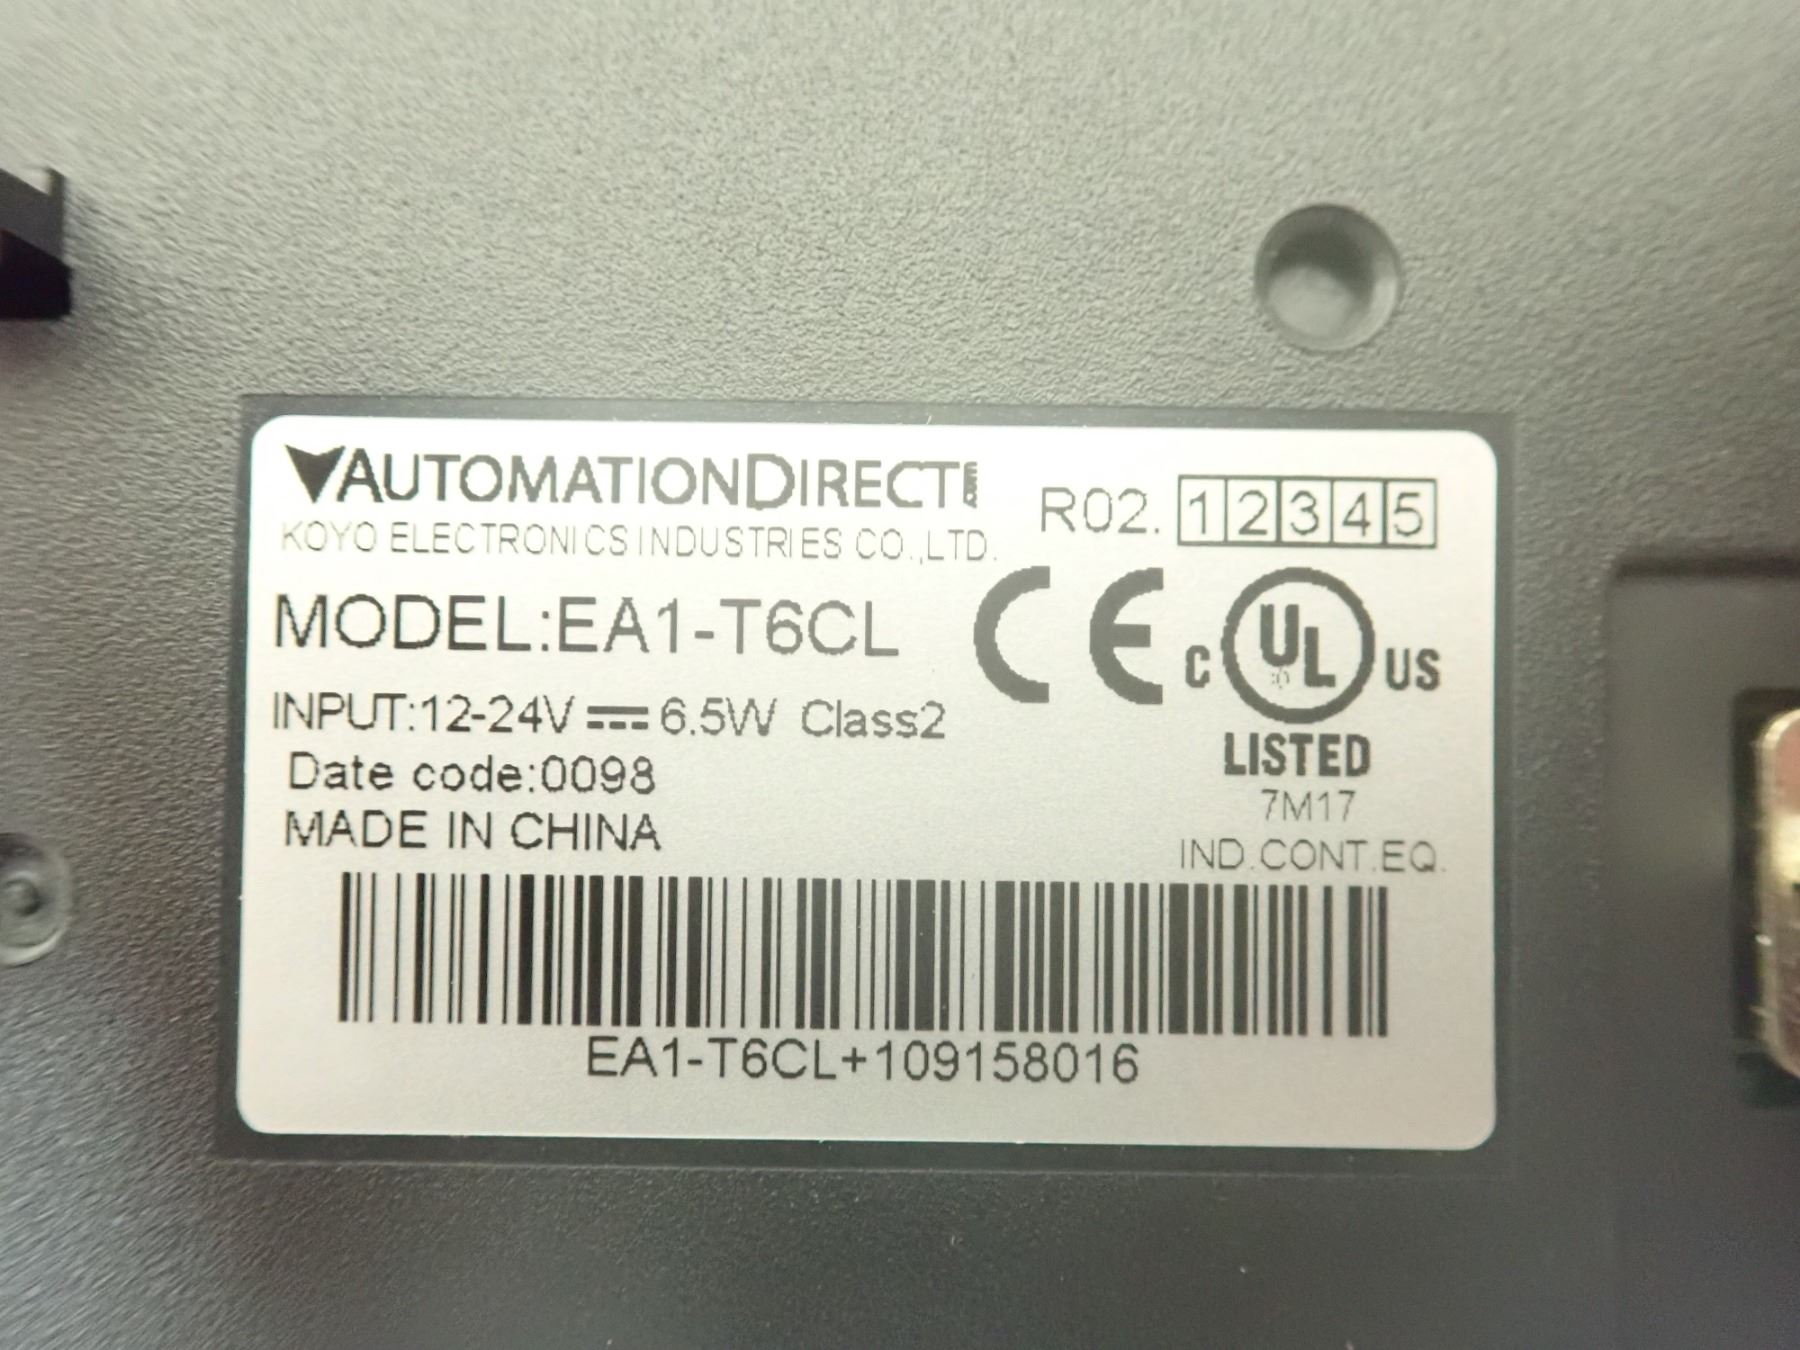 AUTOMATIONDIRECT.com
KOYO ELECTRONICS INDUSTRIES CO.,LTD.
R02. 1 2 3 4 5
MODEL:EA1-T6CL
CE
C UL US
LISTED
7M17
IND.CONT.EQ.
INPUT:12-24V ⎓ 6.5W Class2
Date code:0098
MADE IN CHINA
EA1-T6CL+109158016